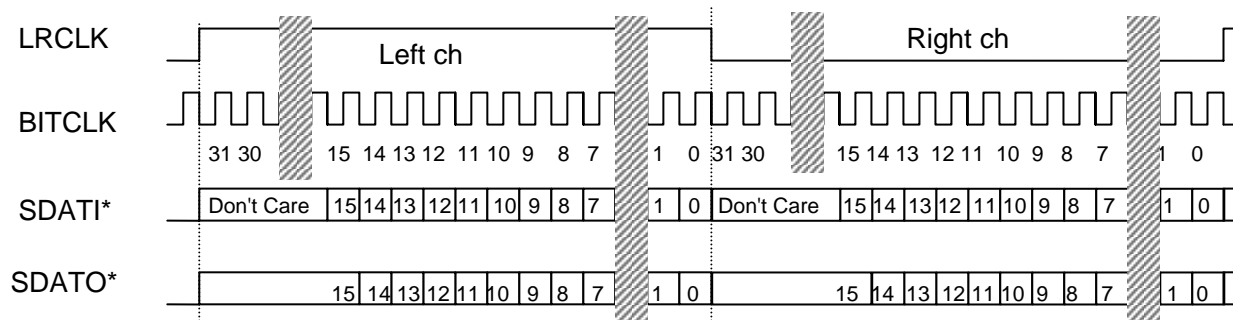 LRCLK Left ch Right ch
BITCLK
31 30 15 14 13 12 11 10 9 8 7 1 0 31 30 15 14 13 12 11 10 9 8 7 1 0
SDATI* Don't Care 15 14 13 12 11 10 9 8 7 1 0 Don't Care 15 14 13 12 11 10 9 8 7 1 0
SDATO* 15 14 13 12 11 10 9 8 7 1 0 15 14 13 12 11 10 9 8 7 1 0